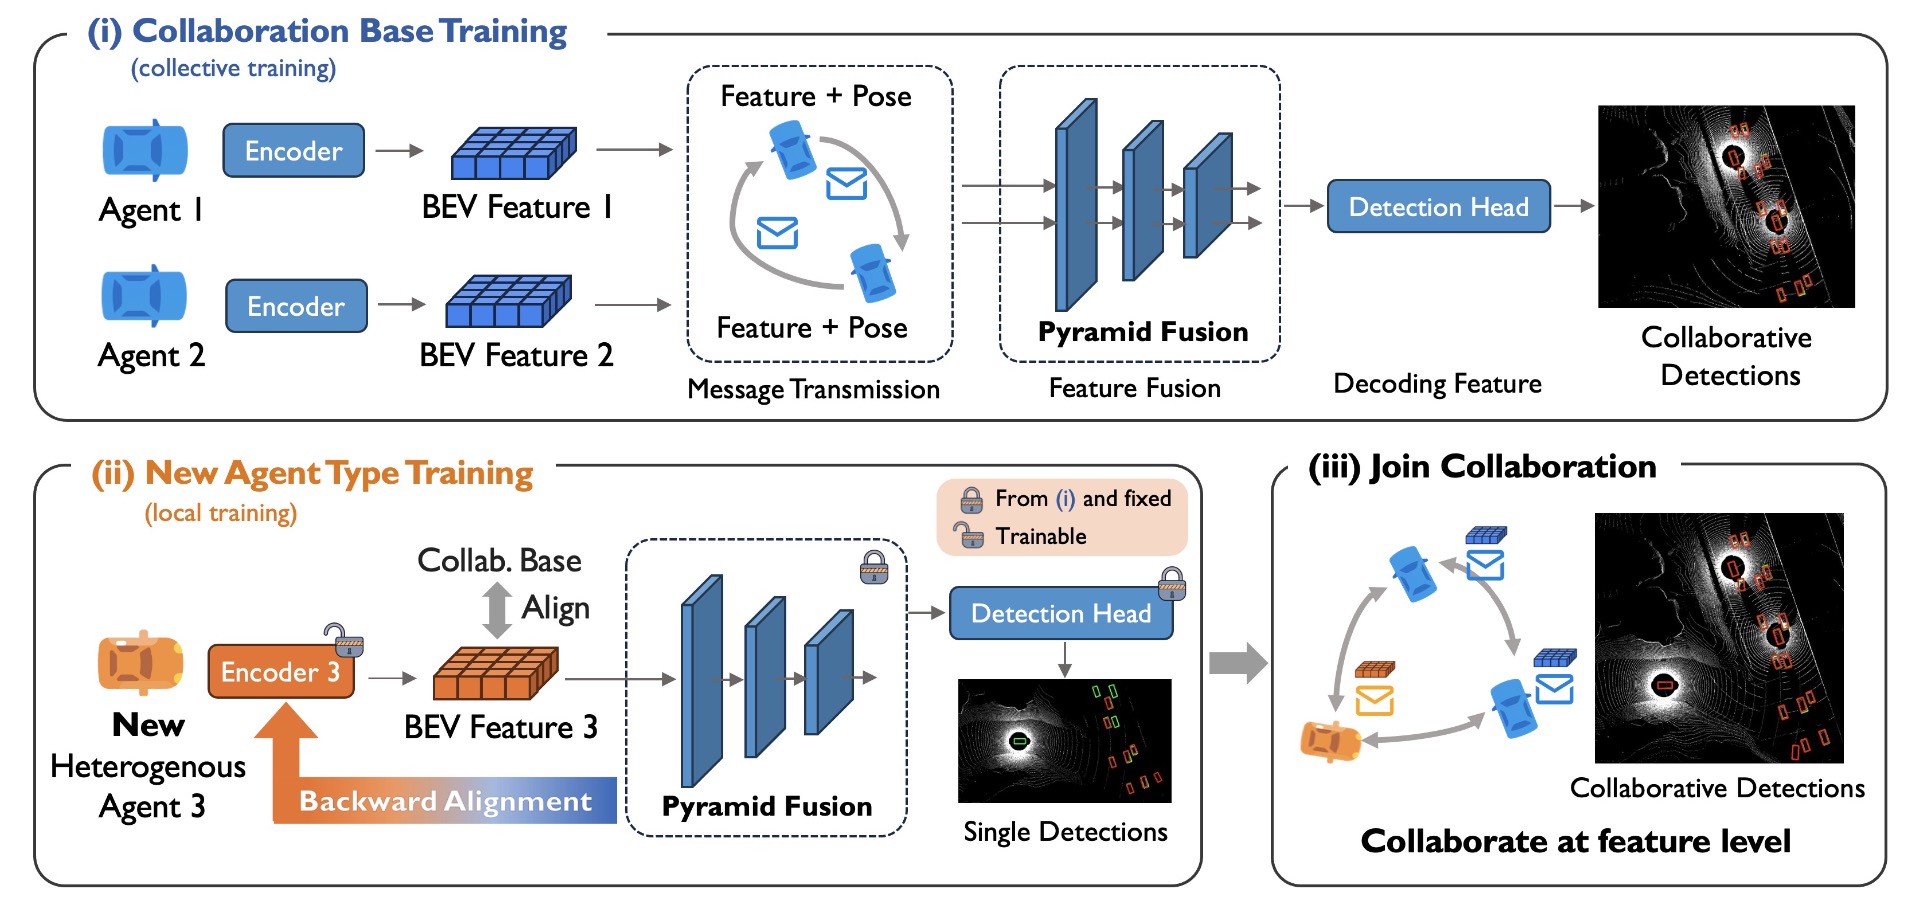 (i) Collaboration Base Training
(collective training)
Agent 1
Encoder
BEV Feature 1
Agent 2
Encoder
BEV Feature 2
Feature + Pose
Feature + Pose
Message Transmission
Pyramid Fusion
Feature Fusion
Detection Head
Decoding Feature
Collaborative
Detections
(ii) New Agent Type Training
(local training)
From (i) and fixed
Trainable
Collab. Base
Align
Encoder 3
BEV Feature 3
New
Heterogenous
Agent 3
Backward Alignment
Pyramid Fusion
Detection Head
Single Detections
(iii) Join Collaboration
Collaborative Detections
Collaborate at feature level